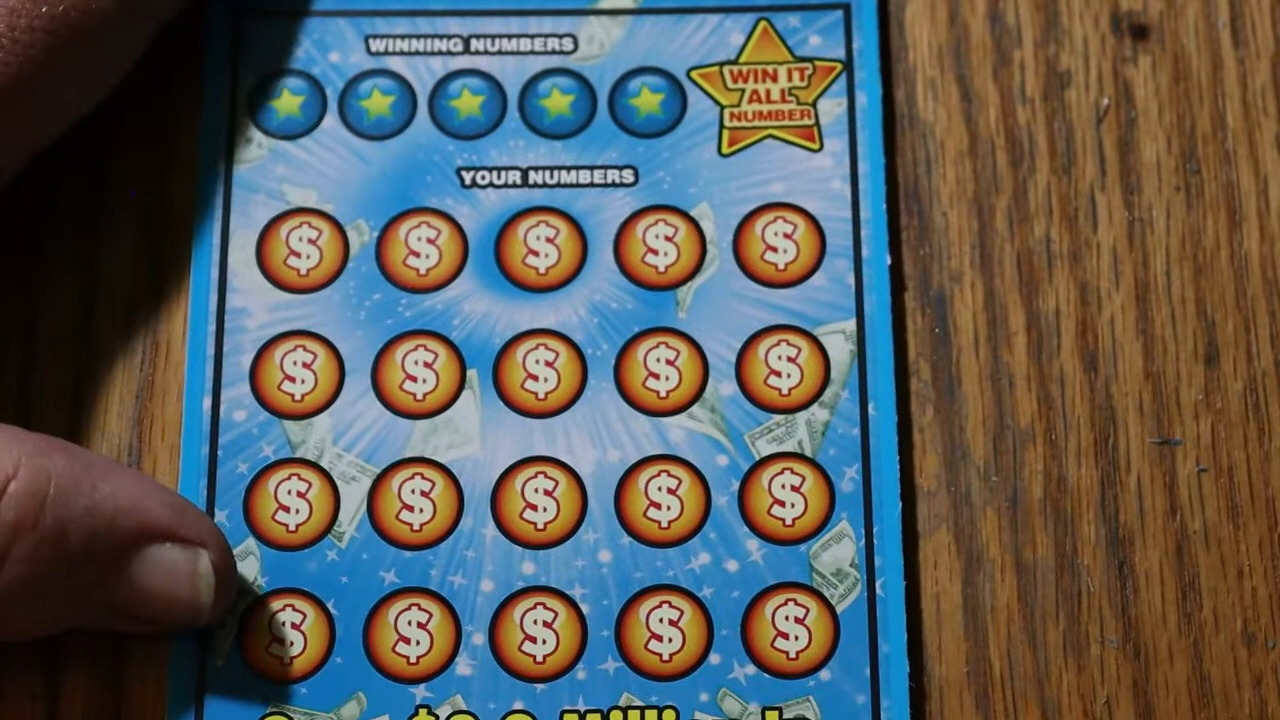 WINNING NUMBERS
WIN IT
ALL
NUMBER
YOUR NUMBERS
$ $ $ $ $
$ $ $ $ $
$ $ $ $ $
$ $ $ $ $